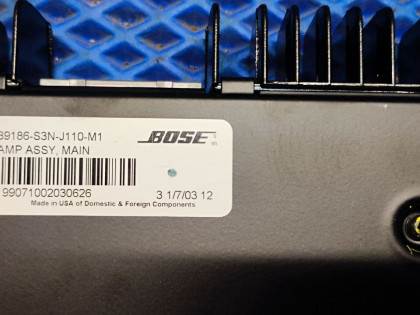 39186-S3N-J110-M1
BOSE
AMP ASSY, MAIN
99071002030626
3 1/7/03 12
Made in USA of Domestic & Foreign Components